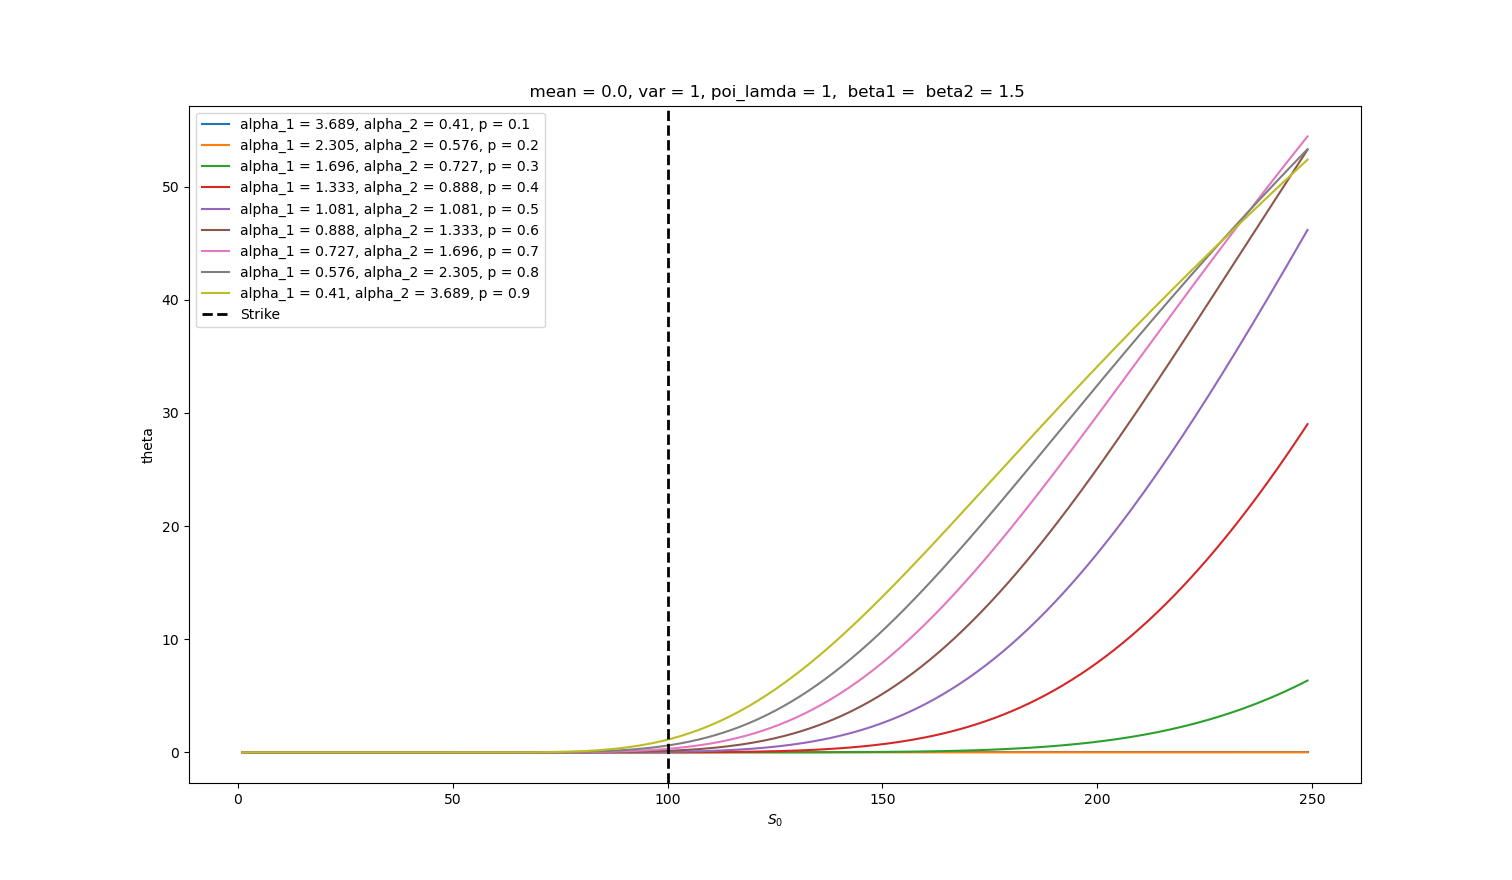 mean = 0.0, var = 1, poi_lamda = 1,  beta1 =  beta2 = 1.5
alpha_1 = 3.689, alpha_2 = 0.41, p = 0.1
alpha_1 = 2.305, alpha_2 = 0.576, p = 0.2
alpha_1 = 1.696, alpha_2 = 0.727, p = 0.3
alpha_1 = 1.333, alpha_2 = 0.888, p = 0.4
alpha_1 = 1.081, alpha_2 = 1.081, p = 0.5
alpha_1 = 0.888, alpha_2 = 1.333, p = 0.6
alpha_1 = 0.727, alpha_2 = 1.696, p = 0.7
alpha_1 = 0.576, alpha_2 = 2.305, p = 0.8
alpha_1 = 0.41, alpha_2 = 3.689, p = 0.9
Strike
50
40
30
20
10
0
theta
0 50 100 150 200 250
S₀